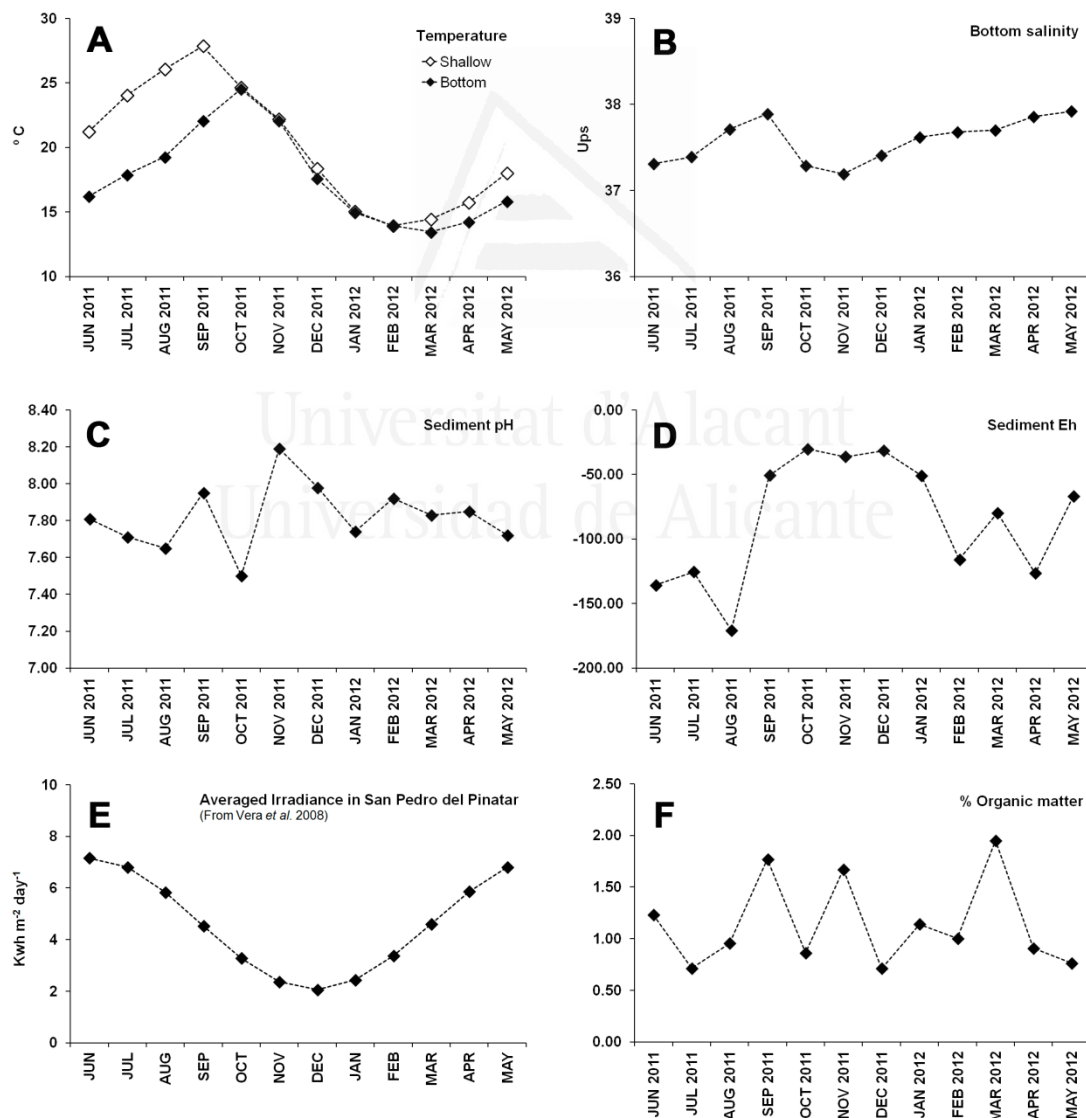 A
Temperature
Shallow
Bottom
30
25
20
15
10
º C
JUN 2011
JUL 2011
AUG 2011
SEP 2011
OCT 2011
NOV 2011
DEC 2011
JAN 2012
FEB 2012
MAR 2012
APR 2012
MAY 2012
B
Bottom salinity
39
38
37
36
Ups
JUN 2011
JUL 2011
AUG 2011
SEP 2011
OCT 2011
NOV 2011
DEC 2011
JAN 2012
FEB 2012
MAR 2012
APR 2012
MAY 2012
Universitat d'Alacant
Universidad de Alicante
C
Sediment pH
8.40
8.20
8.00
7.80
7.60
7.40
7.20
7.00
JUN 2011
JUL 2011
AUG 2011
SEP 2011
OCT 2011
NOV 2011
DEC 2011
JAN 2012
FEB 2012
MAR 2012
APR 2012
MAY 2012
D
Sediment Eh
0.00
-50.00
-100.00
-150.00
-200.00
JUN 2011
JUL 2011
AUG 2011
SEP 2011
OCT 2011
NOV 2011
DEC 2011
JAN 2012
FEB 2012
MAR 2012
APR 2012
MAY 2012
E
Averaged Irradiance in San Pedro del Pinatar
(From Vera et al. 2008)
10
8
6
4
2
0
Kwh m⁻² day⁻¹
JUN
JUL
AUG
SEP
OCT
NOV
DEC
JAN
FEB
MAR
APR
MAY
F
% Organic matter
2.50
2.00
1.50
1.00
0.50
0.00
JUN 2011
JUL 2011
AUG 2011
SEP 2011
OCT 2011
NOV 2011
DEC 2011
JAN 2012
FEB 2012
MAR 2012
APR 2012
MAY 2012